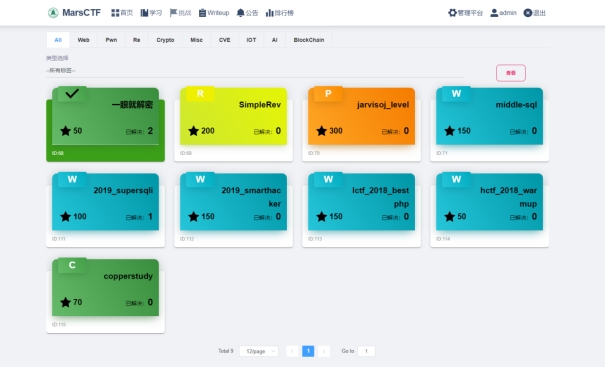 MarsCTF 首页 学习 挑战 Writeup 公告 排行榜 管理平台 admin 退出
All Web Pwn Re Crypto Misc CVE IOT AI BlockChain
类型选择
--所有标签--
查看
一眼就解密
50 已解决: 2
ID:68
R
SimpleRev
200 已解决: 0
ID:69
P
jarvisoj_level
300 已解决: 0
ID:70
W
middle-sql
150 已解决: 0
ID:71
W
2019_supersqli
100 已解决: 1
ID:111
W
2019_smarthac
ker
150 已解决: 0
ID:112
W
lctf_2018_best
php
150 已解决: 0
ID:113
W
hctf_2018_war
mup
50 已解决: 0
ID:114
C
copperstudy
70 已解决: 0
ID:115
Total 9 12/page 1 Go to 1